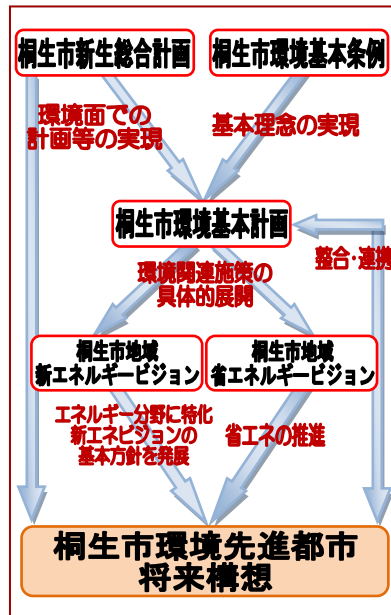 桐生市新生総合計画
桐生市環境基本条例
環境面での
計画等の実現
基本理念の実現
桐生市環境基本計画
整合・連携
環境関連施策の
具体的展開
桐生市地域
新エネルギービジョン
桐生市地域
省エネルギービジョン
エネルギー分野に特化
新エネビジョンの
基本方針を発展
省エネの推進
桐生市環境先進都市
将来構想